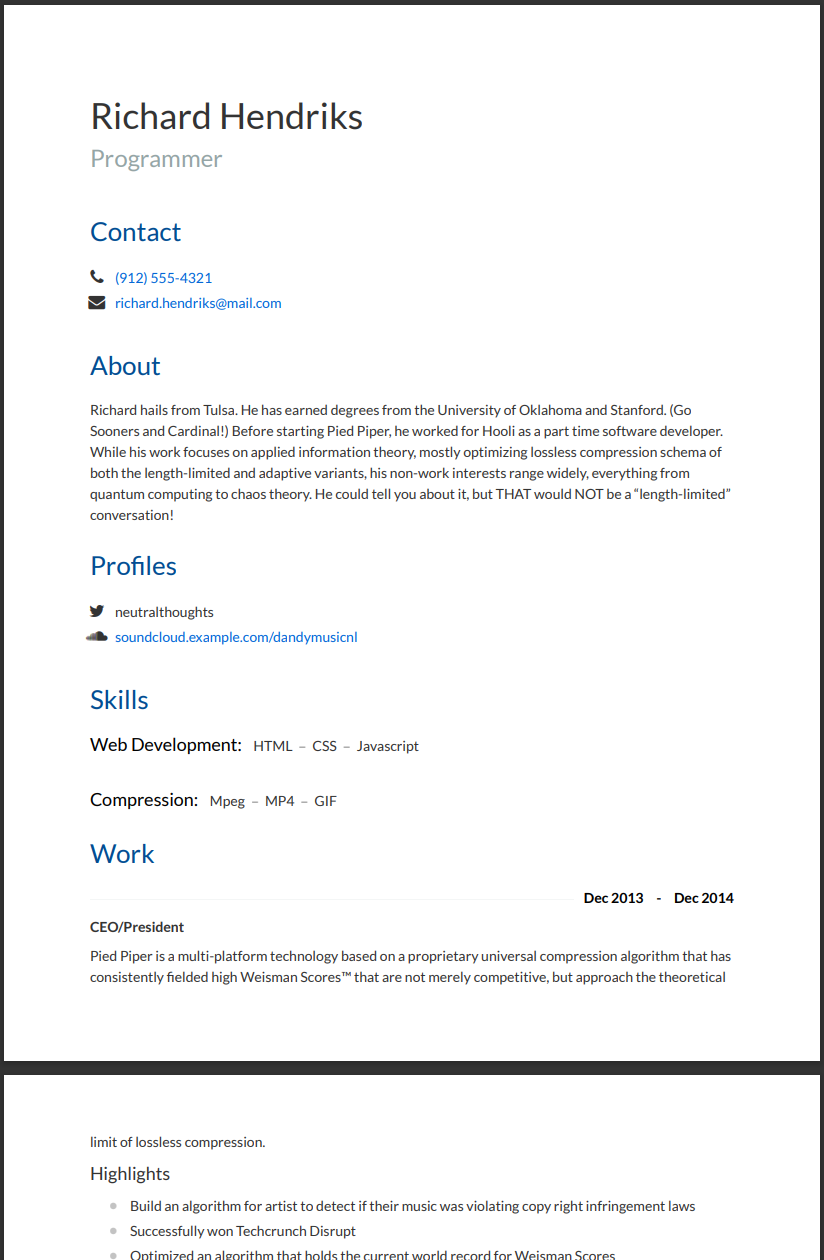 Richard Hendriks
Programmer
Contact
(912) 555-4321
richard.hendriks@mail.com
About
Richard hails from Tulsa. He has earned degrees from the University of Oklahoma and Stanford. (Go
Sooners and Cardinal!) Before starting Pied Piper, he worked for Hooli as a part time software developer.
While his work focuses on applied information theory, mostly optimizing lossless compression schema of
both the length-limited and adaptive variants, his non-work interests range widely, everything from
quantum computing to chaos theory. He could tell you about it, but THAT would NOT be a “length-limited”
conversation!
Profiles
neutralthoughts
soundcloud.example.com/dandymusicnl
Skills
Web Development: HTML – CSS – Javascript
Compression: Mpeg – MP4 – GIF
Work
Dec 2013 - Dec 2014
CEO/President
Pied Piper is a multi-platform technology based on a proprietary universal compression algorithm that has
consistently fielded high Weisman Scores™ that are not merely competitive, but approach the theoretical
limit of lossless compression.
Highlights
Build an algorithm for artist to detect if their music was violating copy right infringement laws
Successfully won Techcrunch Disrupt
Optimized an algorithm that holds the current world record for Weisman Scores